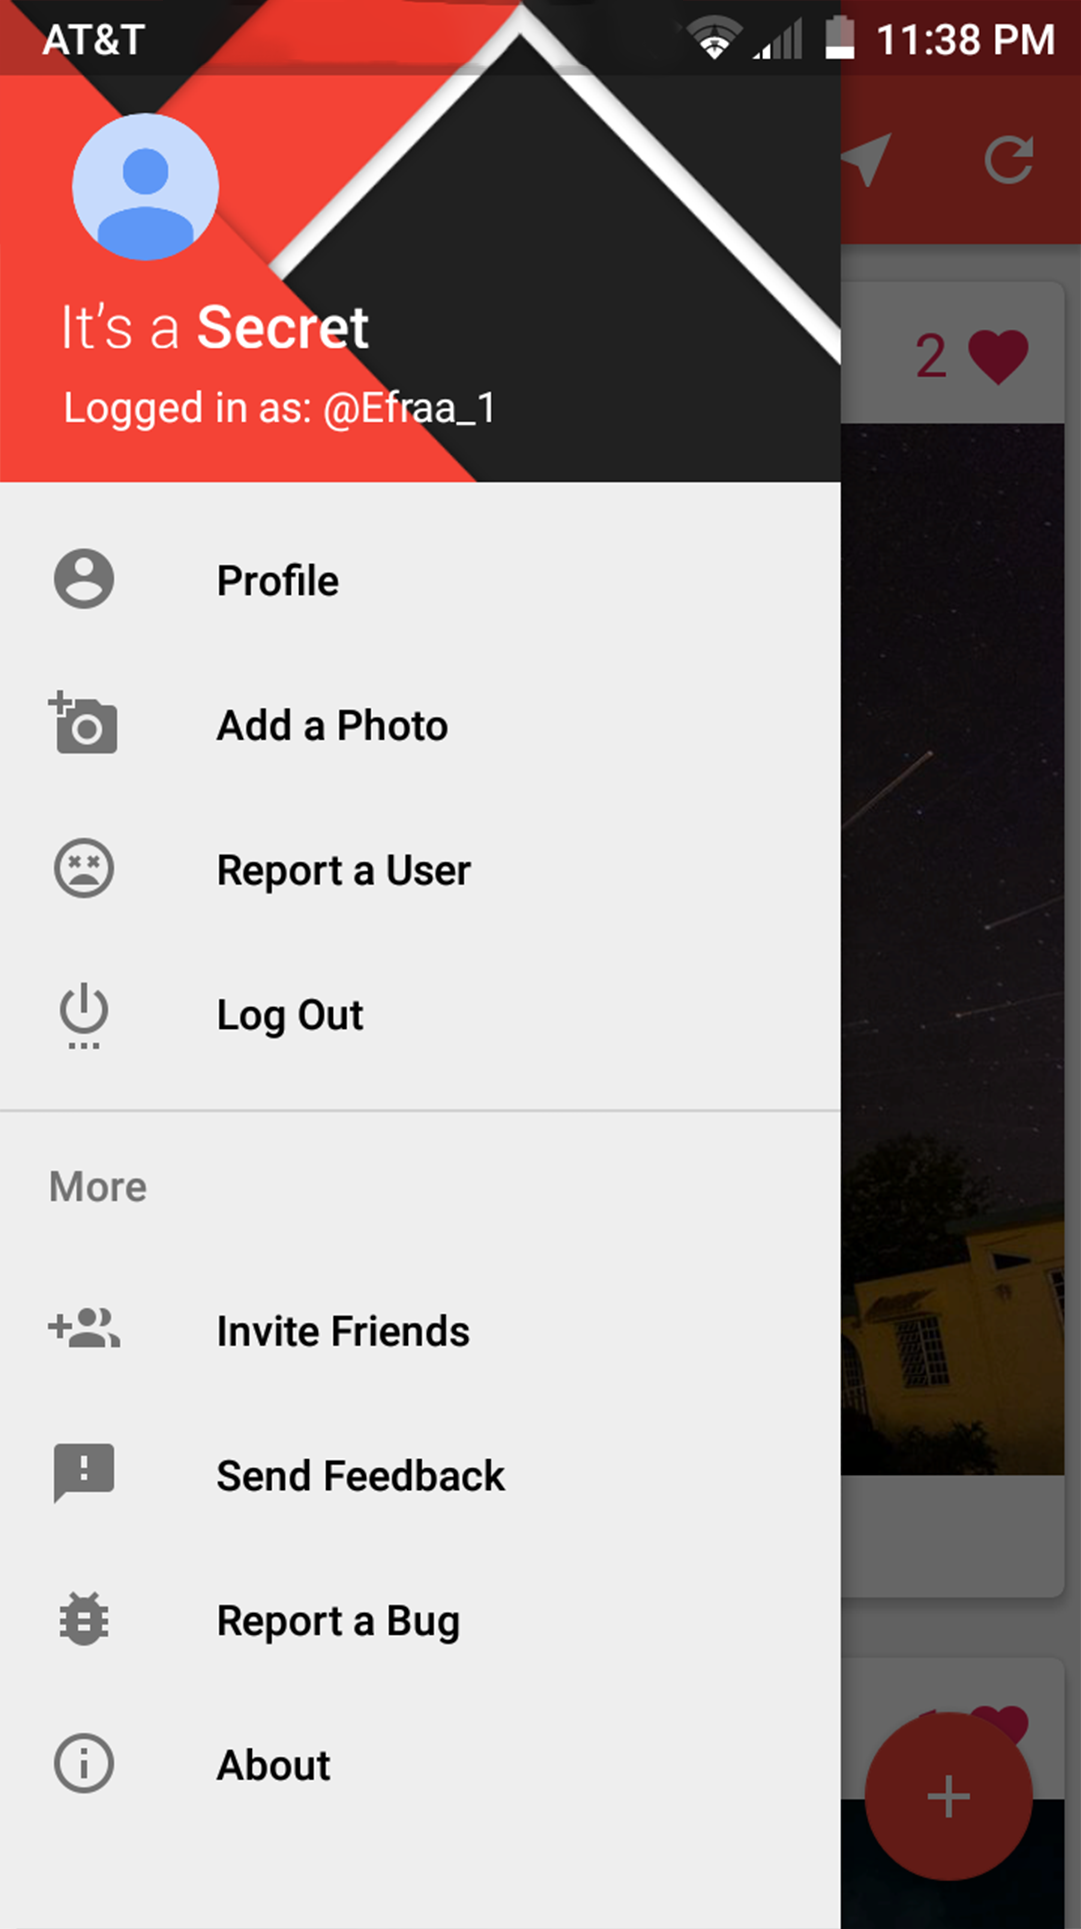 AT&T 11:38 PM
It's a Secret
Logged in as: @Efraa_1
2
Profile
Add a Photo
Report a User
Log Out
More
Invite Friends
Send Feedback
Report a Bug
About